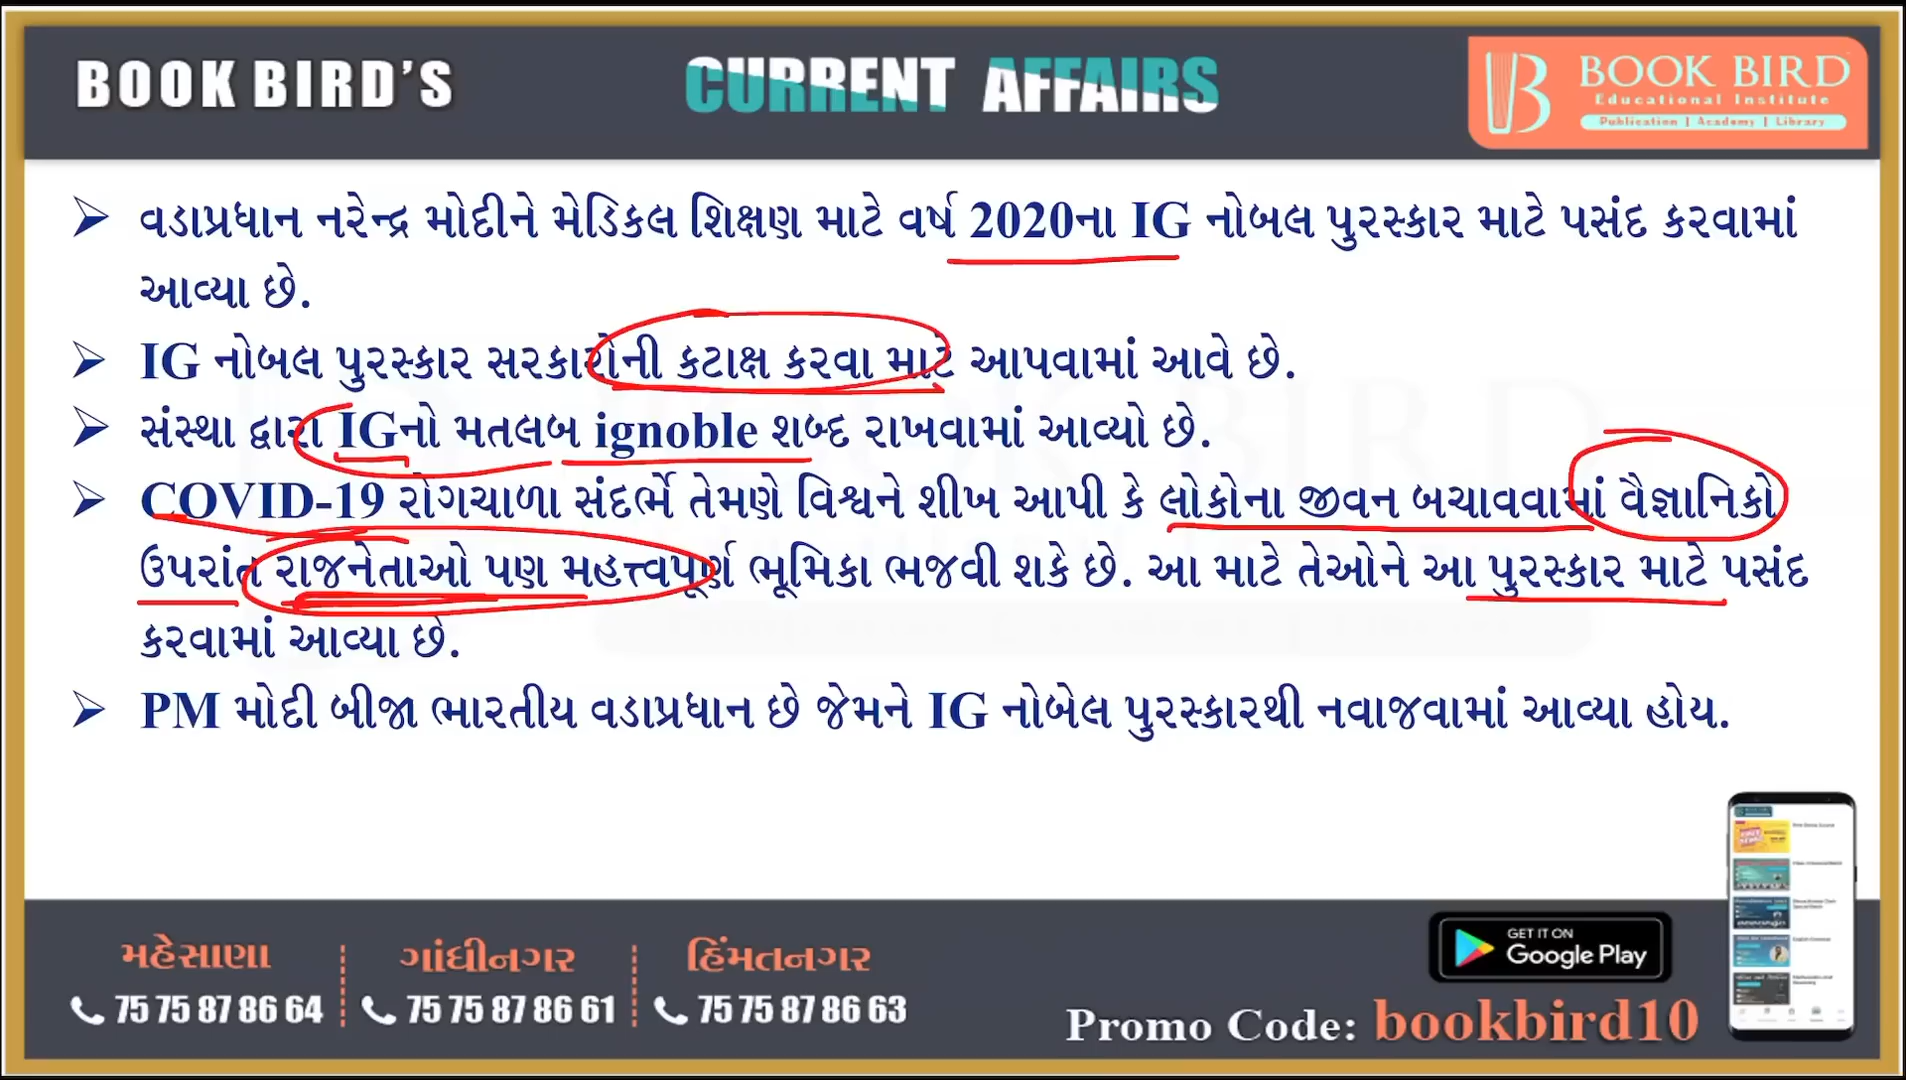 BOOK BIRD'S
CURRENT AFFAIRS
BOOK BIRD
Educational Institute
Publication | Academy | Library
➢ વડાપ્રધાન નરેન્દ્ર મોદીને મેડિકલ શિક્ષણ માટે વર્ષ 2020ના IG નોબલ પુરસ્કાર માટે પસંદ કરવામાં
આવ્યા છે.
➢ IG નોબલ પુરસ્કાર સરકારોની કટાક્ષ કરવા માટે આપવામાં આવે છે.
➢ સંસ્થા દ્વારા IGનો મતલબ ignoble શબ્દ રાખવામાં આવ્યો છે.
➢ COVID-19 રોગચાળા સંદર્ભે તેમણે વિશ્વને શીખ આપી કે લોકોના જીવન બચાવવામાં વૈજ્ઞાનિકો
ઉપરાંત રાજનેતાઓ પણ મહત્ત્વપૂર્ણ ભૂમિકા ભજવી શકે છે. આ માટે તેઓને આ પુરસ્કાર માટે પસંદ
કરવામાં આવ્યા છે.
➢ PM મોદી બીજા ભારતીય વડાપ્રધાન છે જેમને IG નોબેલ પુરસ્કારથી નવાજવામાં આવ્યા હોય.
મહેસાણા
75 75 87 86 64
ગાંધીનગર
75 75 87 86 61
હિંમતનગર
75 75 87 86 63
GET IT ON
Google Play
Promo Code: bookbird10